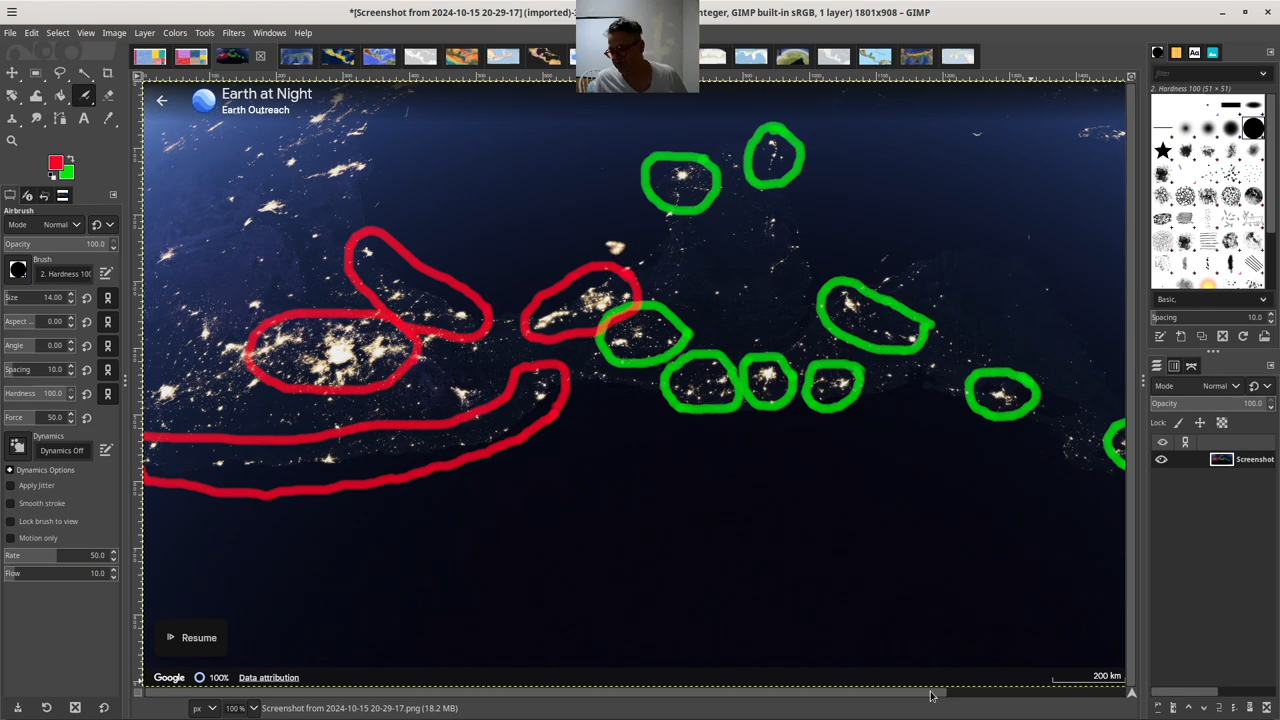 *[Screenshot from 2024-10-15 20-29-17] (imported)-
nteger, GIMP built-in sRGB, 1 layer) 1801x908 – GIMP
File Edit Select View Image Layer Colors Tools Filters Windows Help
Earth at Night
Earth Outreach
Airbrush
Mode Normal
Opacity 100.0
Brush
2. Hardness 100
Size 14.00
Aspect ... 0.00
Angle 0.00
Spacing 10.0
Hardness 100.0
Force 50.0
Dynamics
Dynamics Off
Dynamics Options
Apply Jitter
Smooth stroke
Lock brush to view
Motion only
Rate 50.0
Flow 10.0
Resume
Google 100% Data attribution
200 km
px 100 % Screenshot from 2024-10-15 20-29-17.png (18.2 MB)
filter
2. Hardness 100 (51 × 51)
Basic,
Spacing 10.0
Mode Normal
Opacity 100.0
Lock:
Screenshot